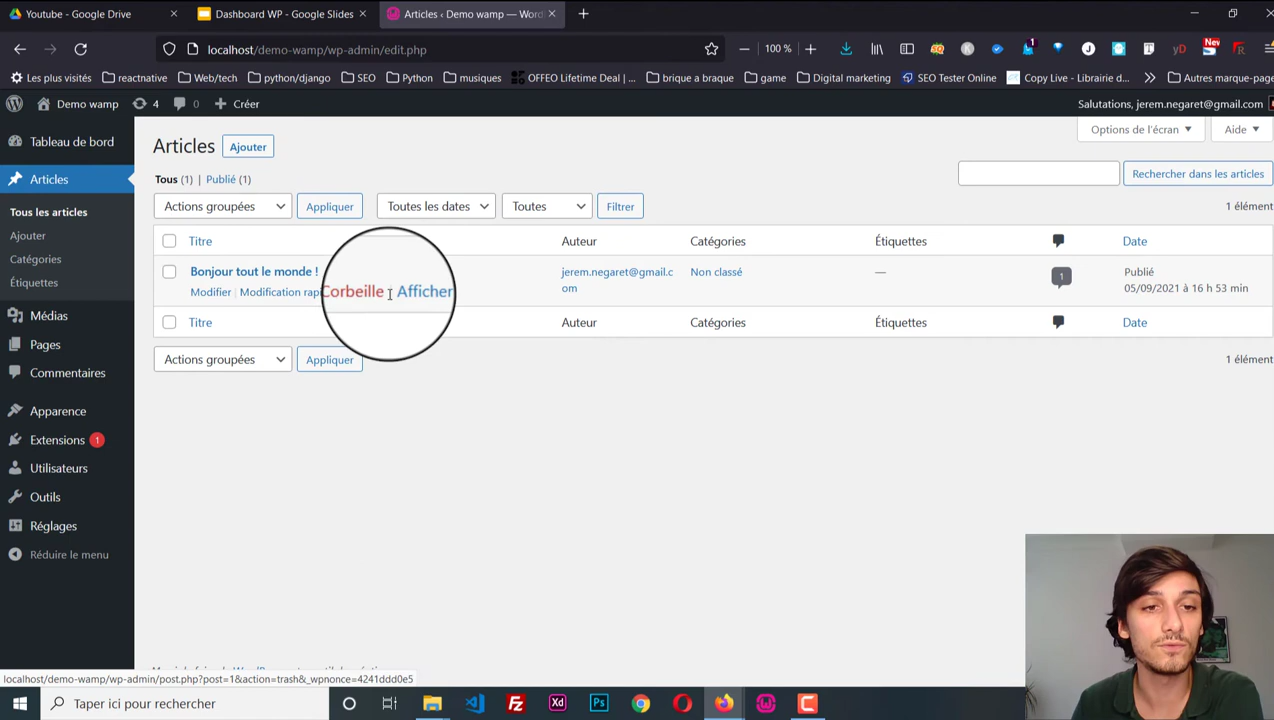 Youtube - Google Drive
Dashboard WP - Google Slides
Articles ‹ Demo wamp — Word
localhost/demo-wamp/wp-admin/edit.php
100 %
1
K
J
yD
New
Les plus visités
reactnative
Web/tech
python/django
SEO
Python
musiques
OFFEO Lifetime Deal | ...
brique a braque
game
Digital marketing
SEO Tester Online
Copy Live - Librairie d...
Autres marque-page
Demo wamp
4
0
Créer
Salutations, jerem.negaret@gmail.com
Tableau de bord
Articles
Tous les articles
Ajouter
Catégories
Étiquettes
Médias
Pages
Commentaires
Apparence
Extensions 1
Utilisateurs
Outils
Réglages
Réduire le menu
Options de l'écran
Aide
Articles
Ajouter
Tous (1) | Publié (1)
Rechercher dans les articles
Actions groupées
Appliquer
Toutes les dates
Toutes
Filtrer
1 élément
Titre
Auteur
Catégories
Étiquettes
Date
Bonjour tout le monde !
Modifier | Modification rap
Corbeille | Afficher
jerem.negaret@gmail.c
om
Non classé
—
1
Publié
05/09/2021 à 16 h 53 min
Titre
Auteur
Catégories
Étiquettes
Date
Actions groupées
Appliquer
1 élément
localhost/demo-wamp/wp-admin/post.php?post=1&action=trash&_wpnonce=4241ddd0e5
Taper ici pour rechercher
Fz
Xd
Ps
C